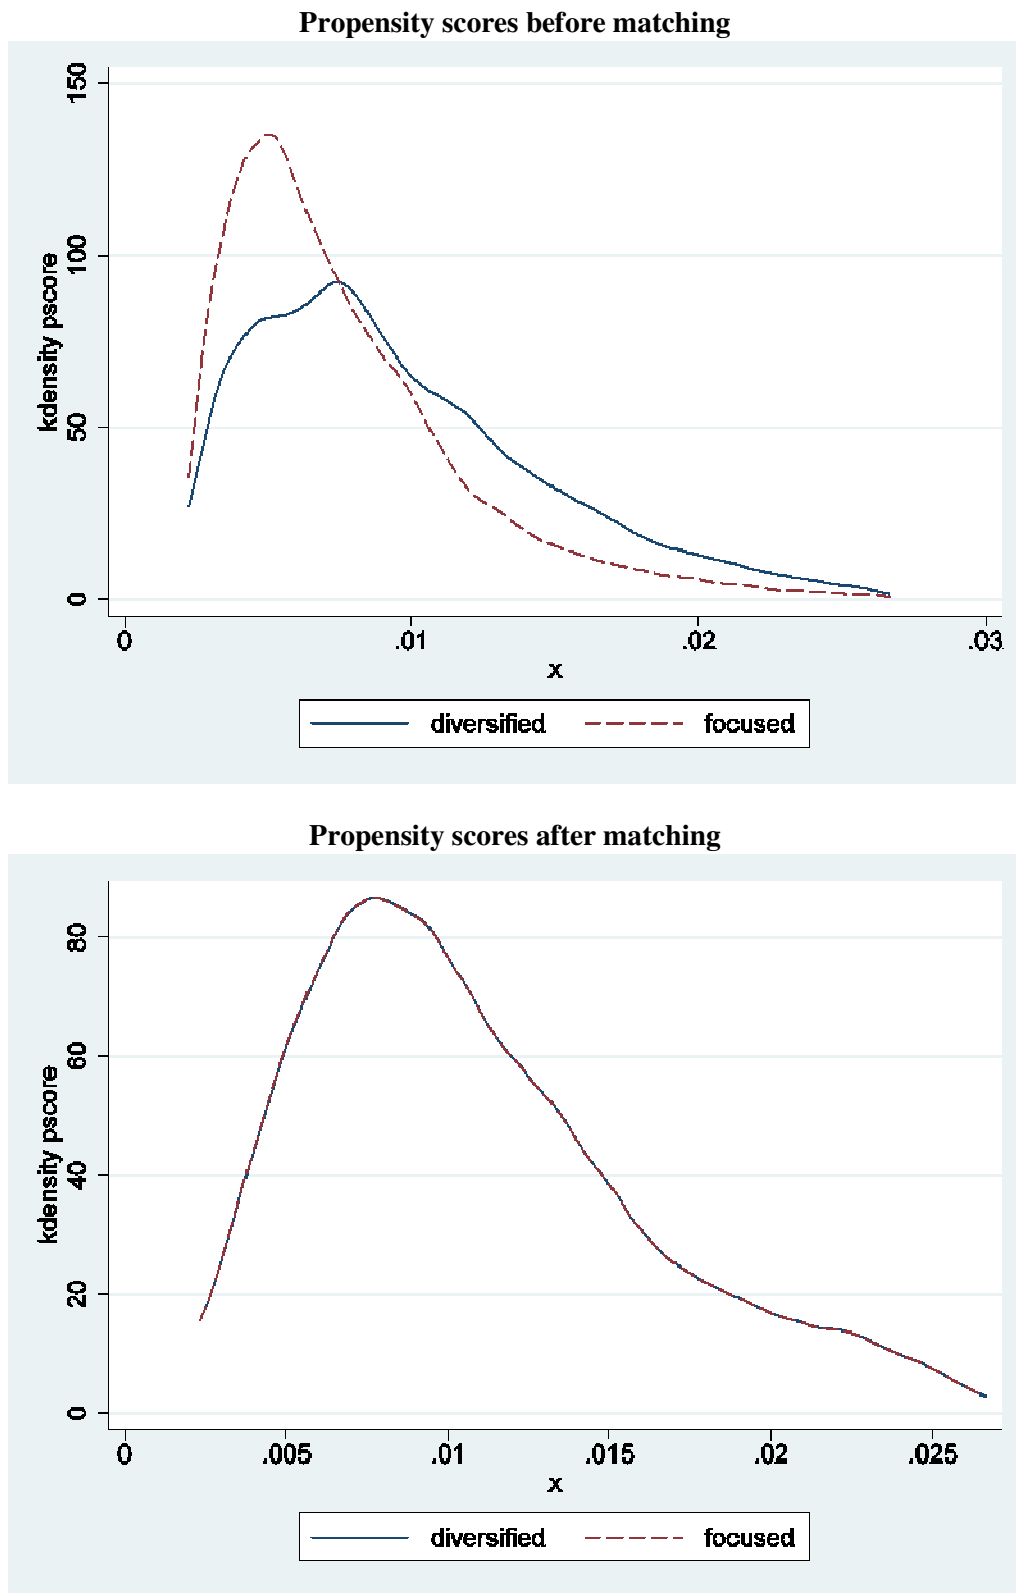 Propensity scores before matching
kdensity pscore
150
100
50
0
0 .01 .02 .03
x
diversified focused
Propensity scores after matching
kdensity pscore
80
60
40
20
0
0 .005 .01 .015 .02 .025
x
diversified focused